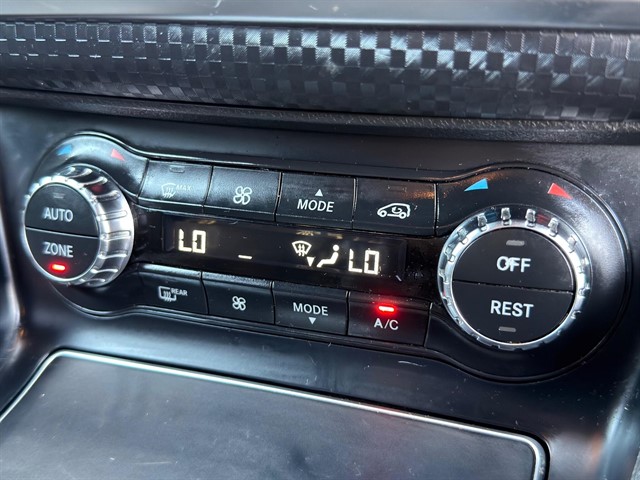 AUTO
ZONE
MAX
MODE
LO
LO
REAR
MODE
A/C
OFF
REST